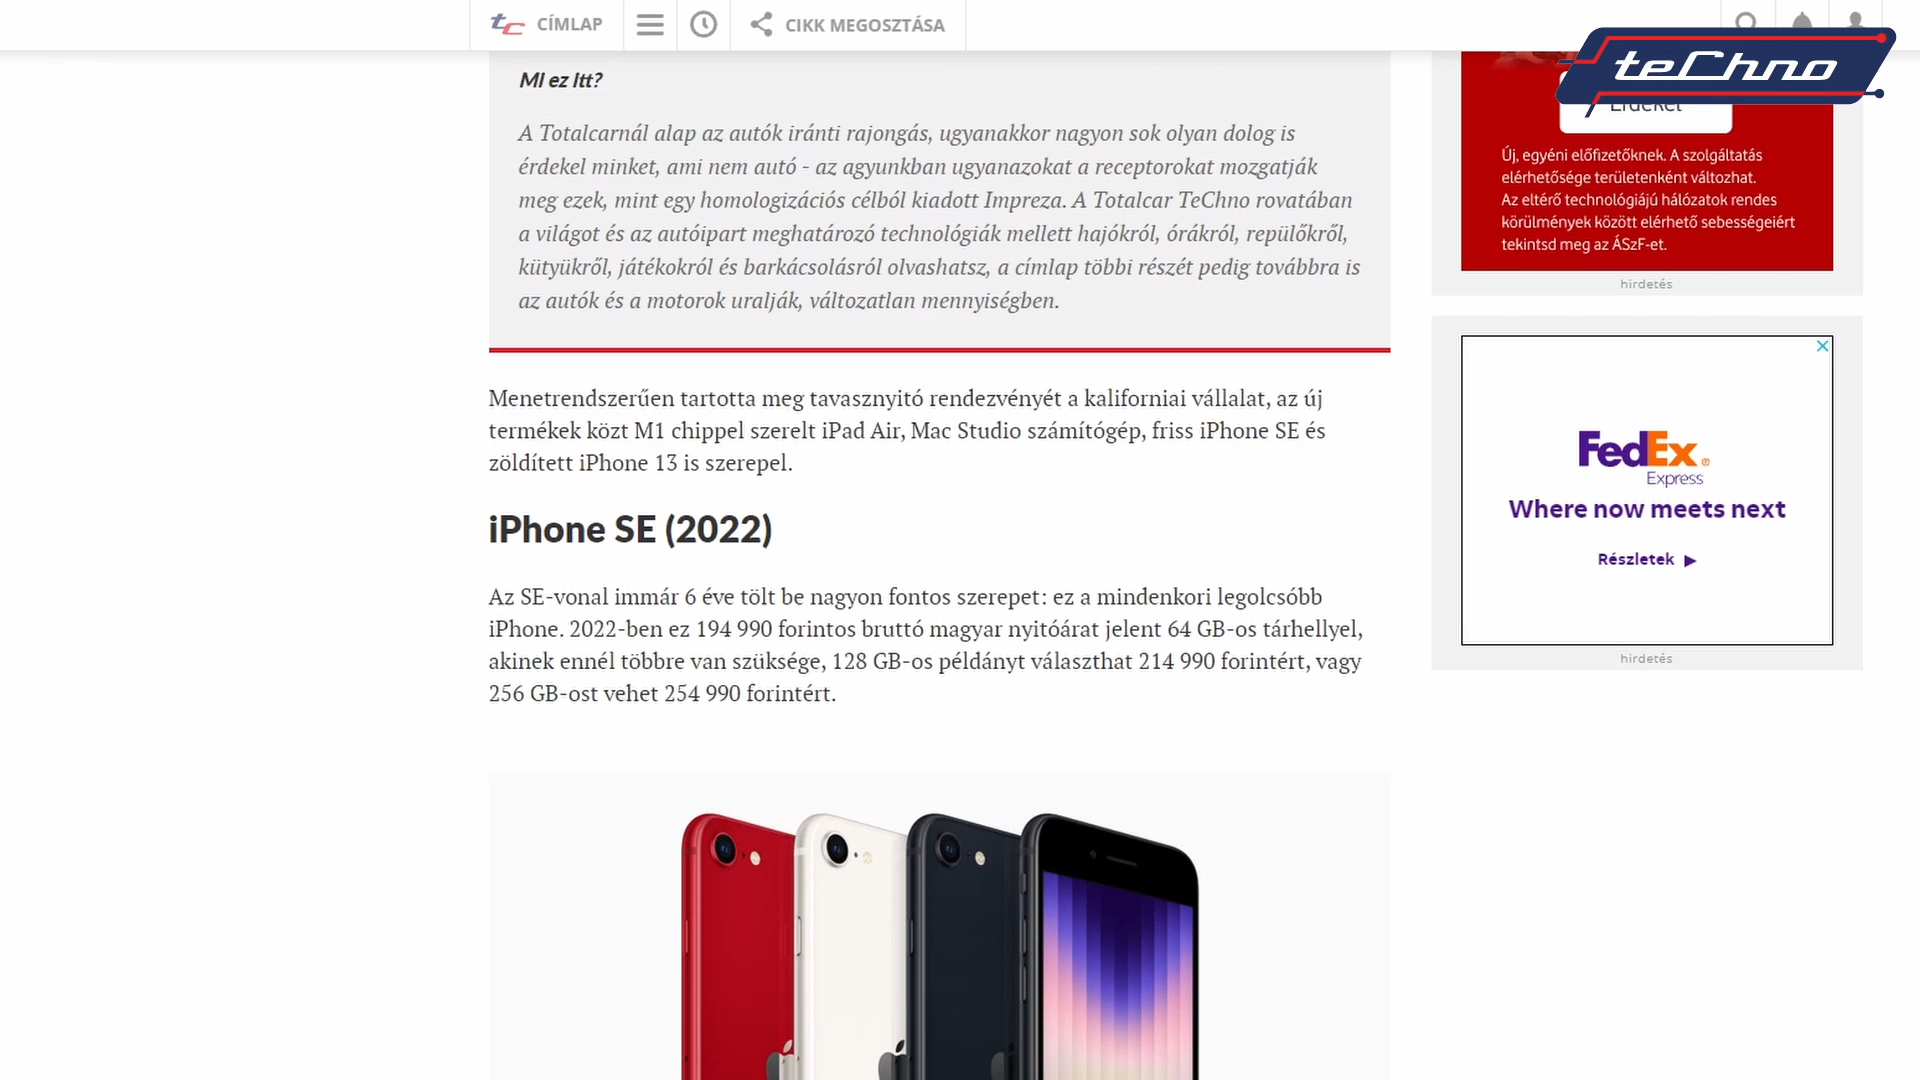 tc CÍMLAP
CIKK MEGOSZTÁSA
teChno
Mi ez itt?
A Totalcarnál alap az autók iránti rajongás, ugyanakkor nagyon sok olyan dolog is
érdekel minket, ami nem autó - az agyunkban ugyanazokat a receptorokat mozgatják
meg ezek, mint egy homologizációs célból kiadott Impreza. A Totalcar TeChno rovatában
a világot és az autóipart meghatározó technológiák mellett hajókról, órákról, repülőkről,
kütyükről, játékokról és barkácsolásról olvashatsz, a címlap többi részét pedig továbbra is
az autók és a motorok uralják, változatlan mennyiségben.
Menetrendszerűen tartotta meg tavasznyitó rendezvényét a kaliforniai vállalat, az új
termékek közt M1 chippel szerelt iPad Air, Mac Studio számítógép, friss iPhone SE és
zöldített iPhone 13 is szerepel.
iPhone SE (2022)
Az SE-vonal immár 6 éve tölt be nagyon fontos szerepet: ez a mindenkori legolcsóbb
iPhone. 2022-ben ez 194 990 forintos bruttó magyar nyitóárat jelent 64 GB-os tárhellyel,
akinek ennél többre van szüksége, 128 GB-os példányt választhat 214 990 forintért, vagy
256 GB-ost vehet 254 990 forintért.
Érdekel
Új, egyéni előfizetőknek. A szolgáltatás
elérhetősége területenként változhat.
Az eltérő technológiájú hálózatok rendes
körülmények között elérhető sebességeiért
tekintsd meg az ÁSzF-et.
hirdetés
FedEx®
Express
Where now meets next
Részletek ▶
hirdetés